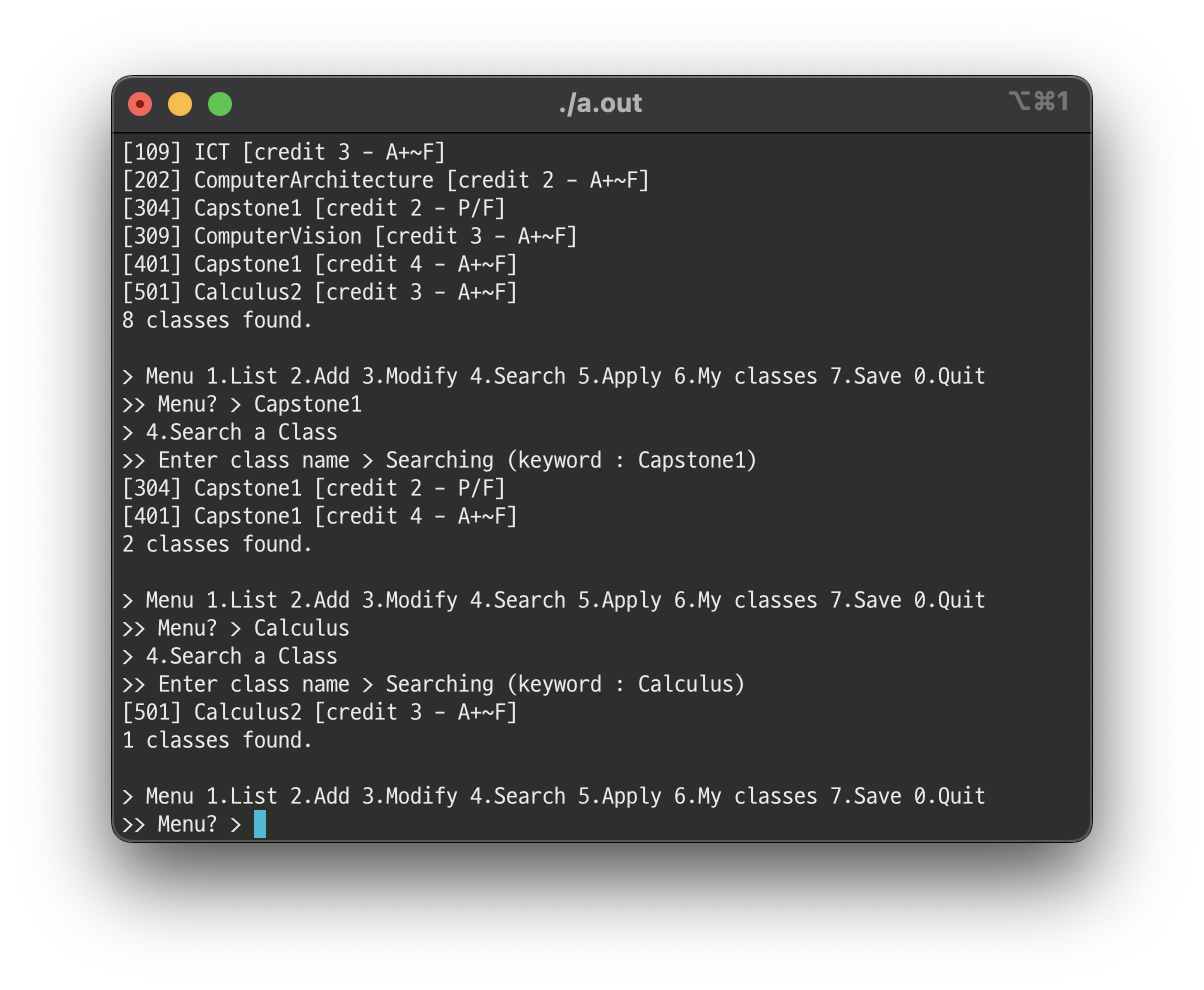 ./a.out
⌥⌘1
[109] ICT [credit 3 - A+~F]
[202] ComputerArchitecture [credit 2 - A+~F]
[304] Capstone1 [credit 2 - P/F]
[309] ComputerVision [credit 3 - A+~F]
[401] Capstone1 [credit 4 - A+~F]
[501] Calculus2 [credit 3 - A+~F]
8 classes found.
> Menu 1.List 2.Add 3.Modify 4.Search 5.Apply 6.My classes 7.Save 0.Quit
>> Menu? > Capstone1
> 4.Search a Class
>> Enter class name > Searching (keyword : Capstone1)
[304] Capstone1 [credit 2 - P/F]
[401] Capstone1 [credit 4 - A+~F]
2 classes found.
> Menu 1.List 2.Add 3.Modify 4.Search 5.Apply 6.My classes 7.Save 0.Quit
>> Menu? > Calculus
> 4.Search a Class
>> Enter class name > Searching (keyword : Calculus)
[501] Calculus2 [credit 3 - A+~F]
1 classes found.
> Menu 1.List 2.Add 3.Modify 4.Search 5.Apply 6.My classes 7.Save 0.Quit
>> Menu? >